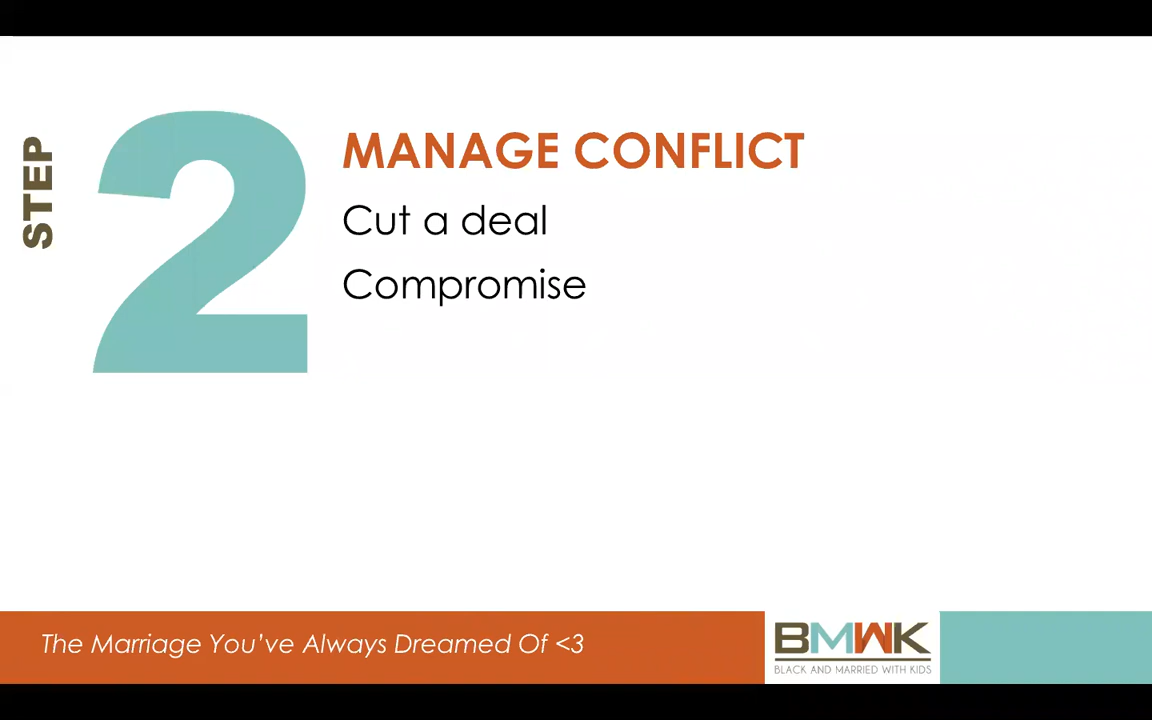 STEP
2
MANAGE CONFLICT
Cut a deal
Compromise
The Marriage You've Always Dreamed Of <3
BMWK
BLACK AND MARRIED WITH KIDS